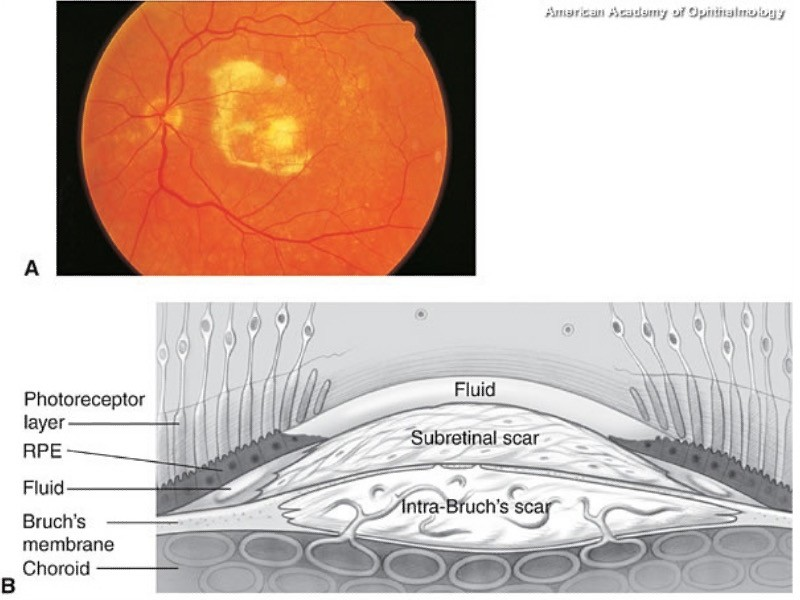 American Academy of Ophthalmology
A
Fluid
Photoreceptor
layer
Subretinal scar
RPE
Fluid
Intra-Bruch's scar
Bruch's
membrane
Choroid
B